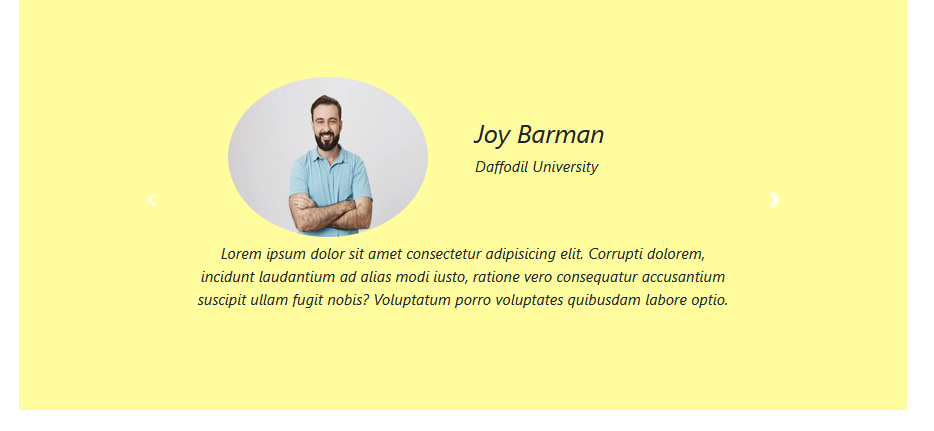 Joy Barman
Daffodil University
Lorem ipsum dolor sit amet consectetur adipisicing elit. Corrupti dolorem,
incidunt laudantium ad alias modi iusto, ratione vero consequatur accusantium
suscipit ullam fugit nobis? Voluptatum porro voluptates quibusdam labore optio.